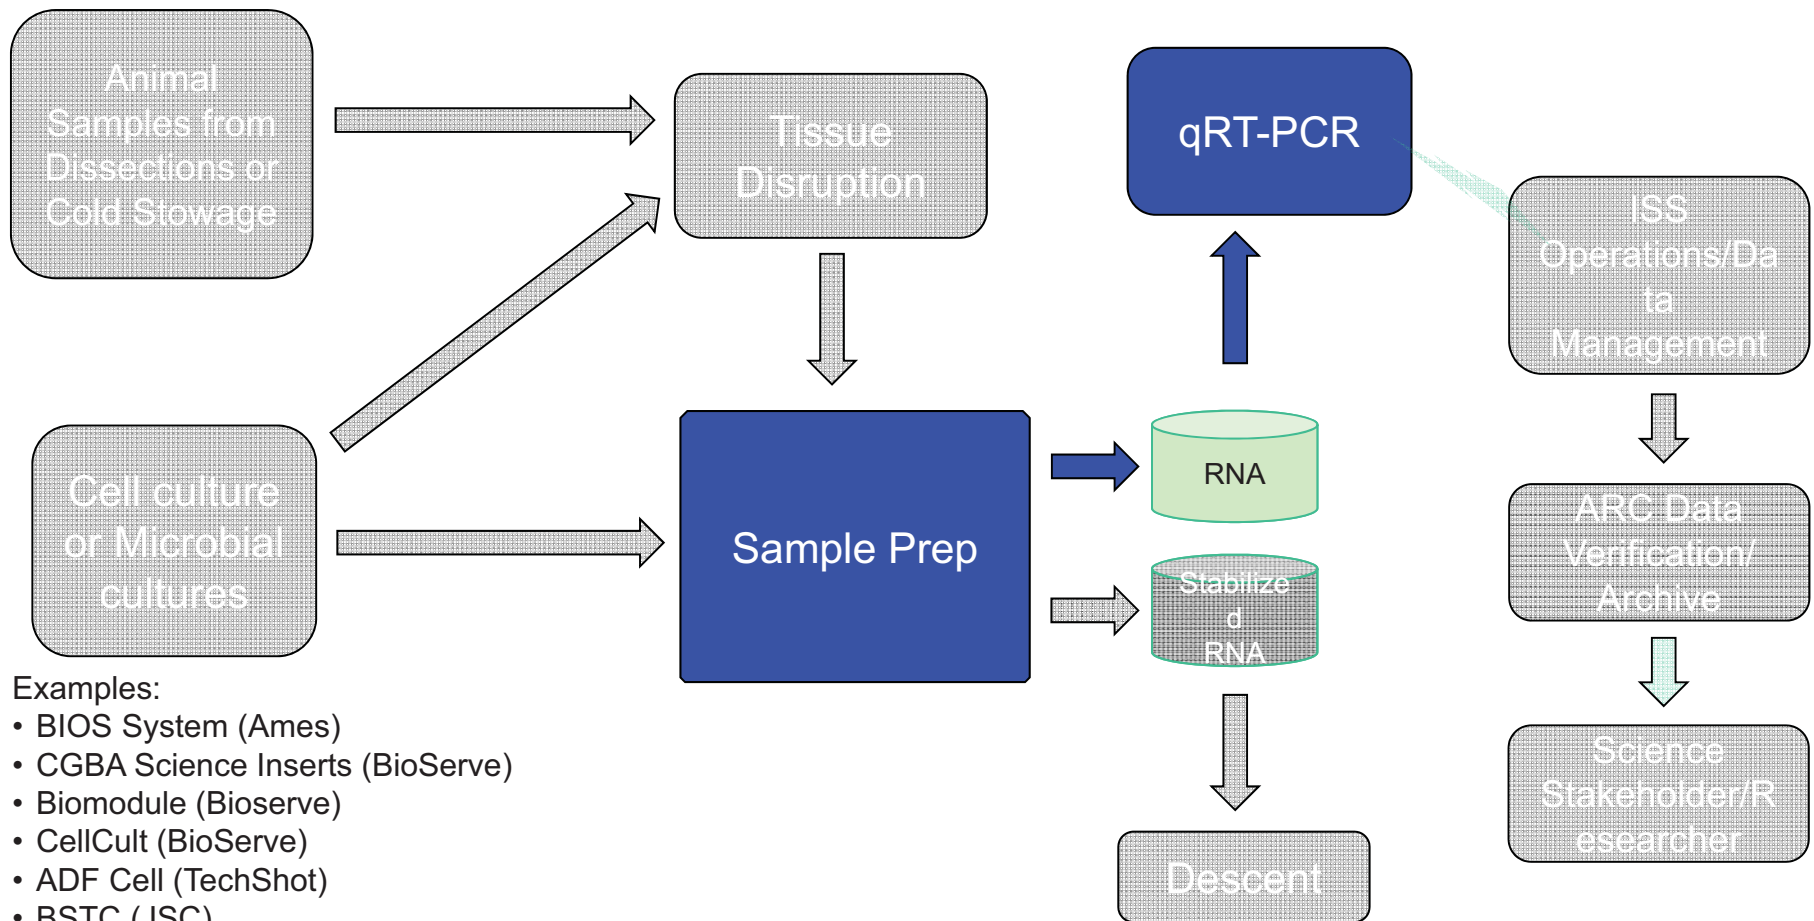 Animal
Samples from
Dissections or
Cold Stowage
Tissue
Disruption
qRT-PCR
ISS
Operations/Da
ta
Management
Cell culture
or Microbial
cultures
Sample Prep
RNA
Stabilize
d
RNA
ARC Data
Verification/
Archive
Science
Stakeholder/R
esearcher
Descent
Examples:
• BIOS System (Ames)
• CGBA Science Inserts (BioServe)
• Biomodule (Bioserve)
• CellCult (BioServe)
• ADF Cell (TechShot)
• BSTC (JSC)